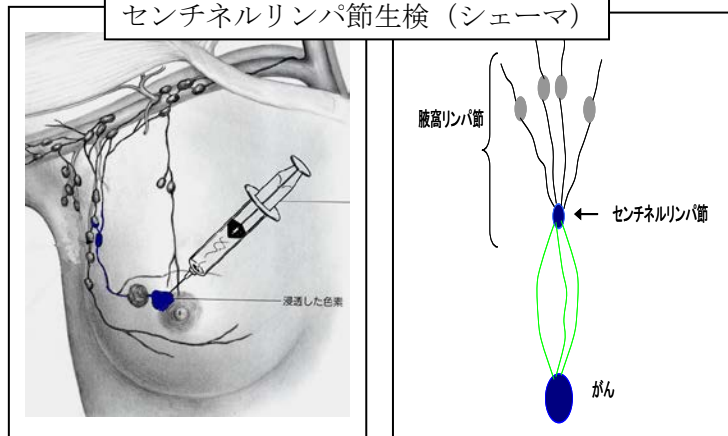 センチネルリンパ節生検（シェーマ）
浸透した色素
腋窩リンパ節
センチネルリンパ節
がん